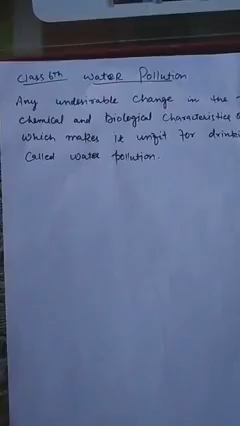 Class 6th Water Pollution
Any undesirable change in the
chemical and Biological characteristics
which makes it unfit for
Called water pollution.